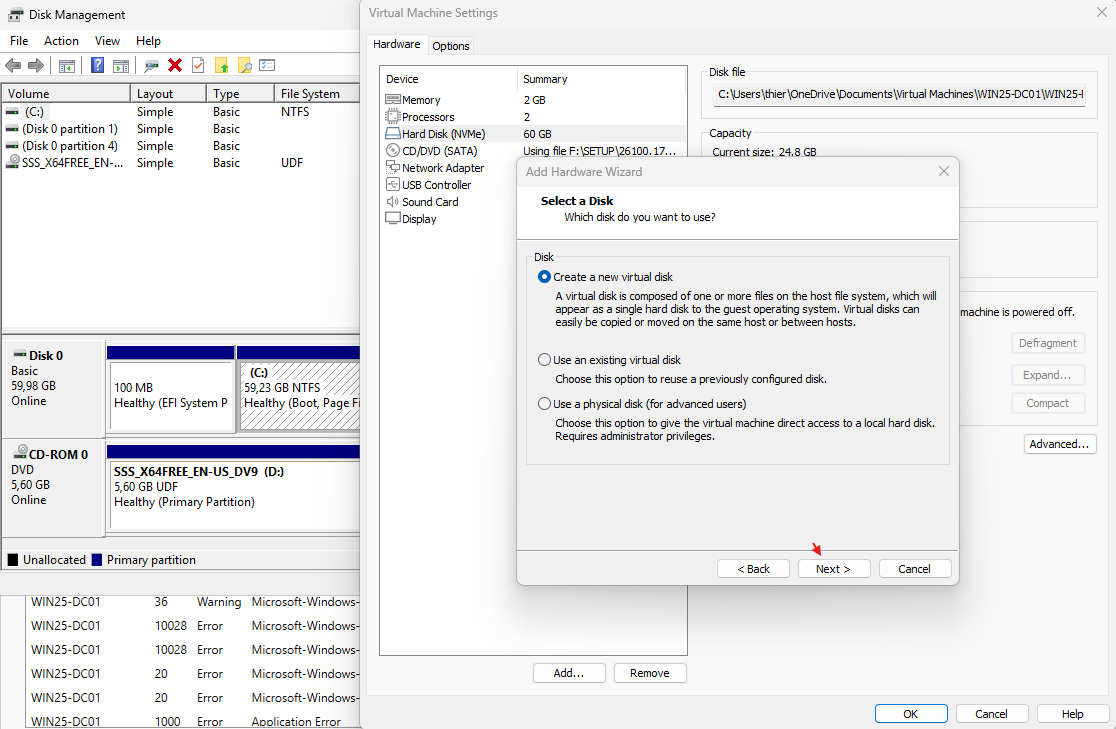 Disk Management
File Action View Help
Volume Layout Type File System
(C:) Simple Basic NTFS
(Disk 0 partition 1) Simple Basic
(Disk 0 partition 4) Simple Basic
SSS_X64FREE_EN-... Simple Basic UDF
Disk 0
Basic
59,98 GB
Online
100 MB
Healthy (EFI System P
(C:)
59,23 GB NTFS
Healthy (Boot, Page Fi
CD-ROM 0
DVD
5,60 GB
Online
SSS_X64FREE_EN-US_DV9 (D:)
5,60 GB UDF
Healthy (Primary Partition)
Unallocated Primary partition
WIN25-DC01 36 Warning Microsoft-Windows-
WIN25-DC01 10028 Error Microsoft-Windows-
WIN25-DC01 10028 Error Microsoft-Windows-
WIN25-DC01 20 Error Microsoft-Windows-
WIN25-DC01 20 Error Microsoft-Windows-
WIN25-DC01 1000 Error Application Error
Virtual Machine Settings
Hardware Options
Device Summary
Memory 2 GB
Processors 2
Hard Disk (NVMe) 60 GB
CD/DVD (SATA) Using file F:\SETUP\26100.17...
Network Adapter
USB Controller
Sound Card
Display
Add... Remove
Disk file
C:\Users\thier\OneDrive\Documents\Virtual Machines\WIN25-DC01\WIN25-
Capacity
Current size: 24.8 GB
machine is powered off.
Defragment
Expand...
Compact
Advanced...
Add Hardware Wizard
Select a Disk
Which disk do you want to use?
Disk
Create a new virtual disk
A virtual disk is composed of one or more files on the host file system, which will
appear as a single hard disk to the guest operating system. Virtual disks can
easily be copied or moved on the same host or between hosts.
Use an existing virtual disk
Choose this option to reuse a previously configured disk.
Use a physical disk (for advanced users)
Choose this option to give the virtual machine direct access to a local hard disk.
Requires administrator privileges.
< Back Next > Cancel
OK Cancel Help